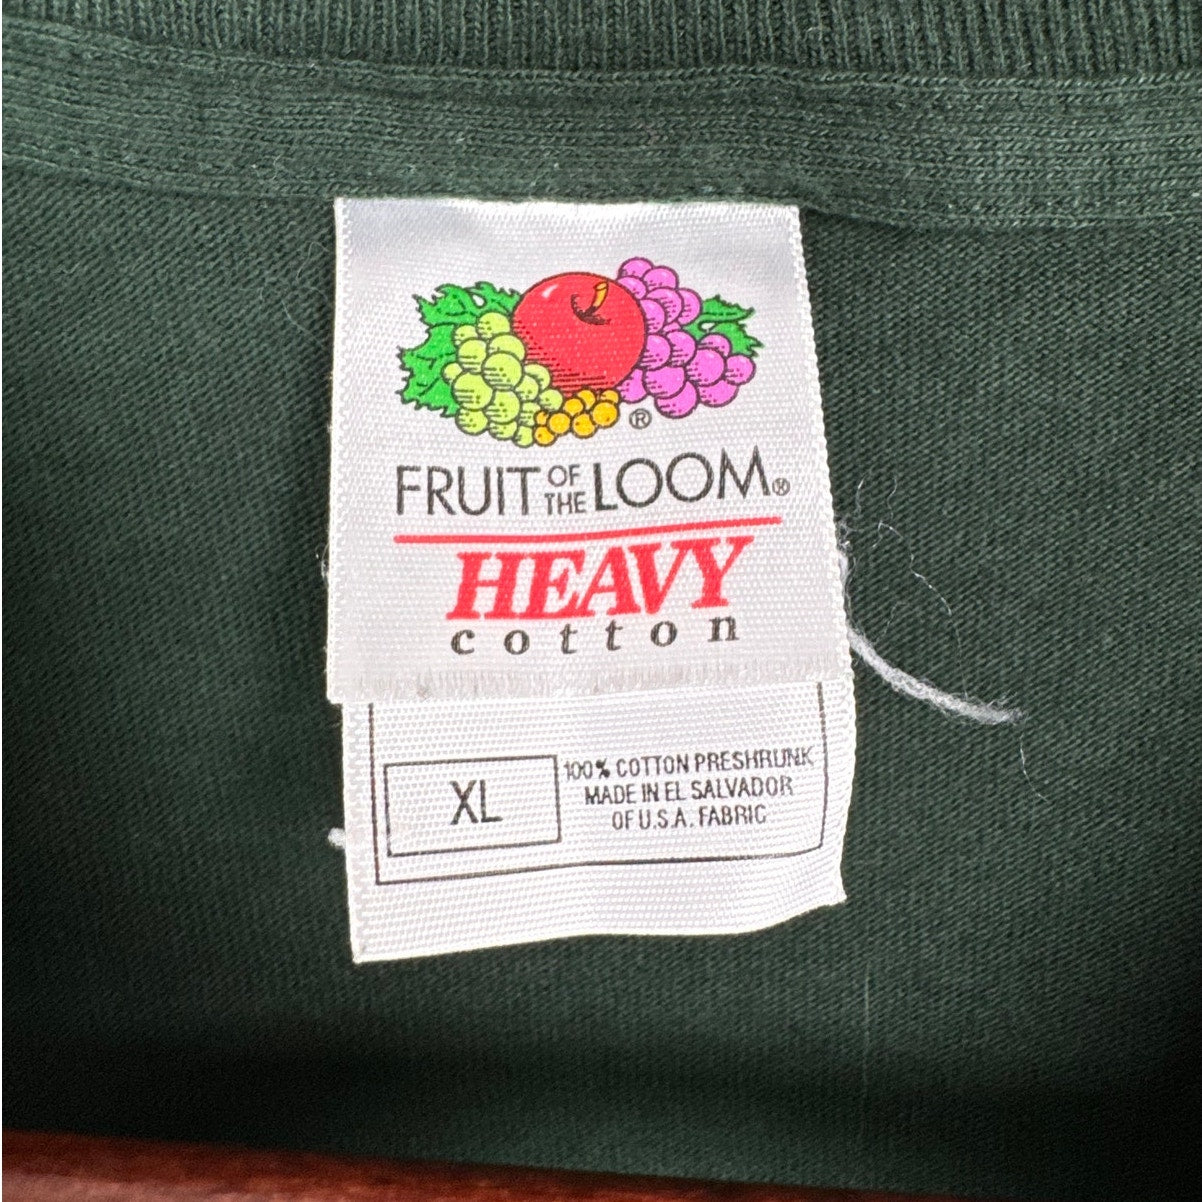 ®
FRUIT OF THE LOOM®
HEAVY
cotton
XL
100% COTTON PRESHRUNK
MADE IN EL SALVADOR
OF U.S.A. FABRIC